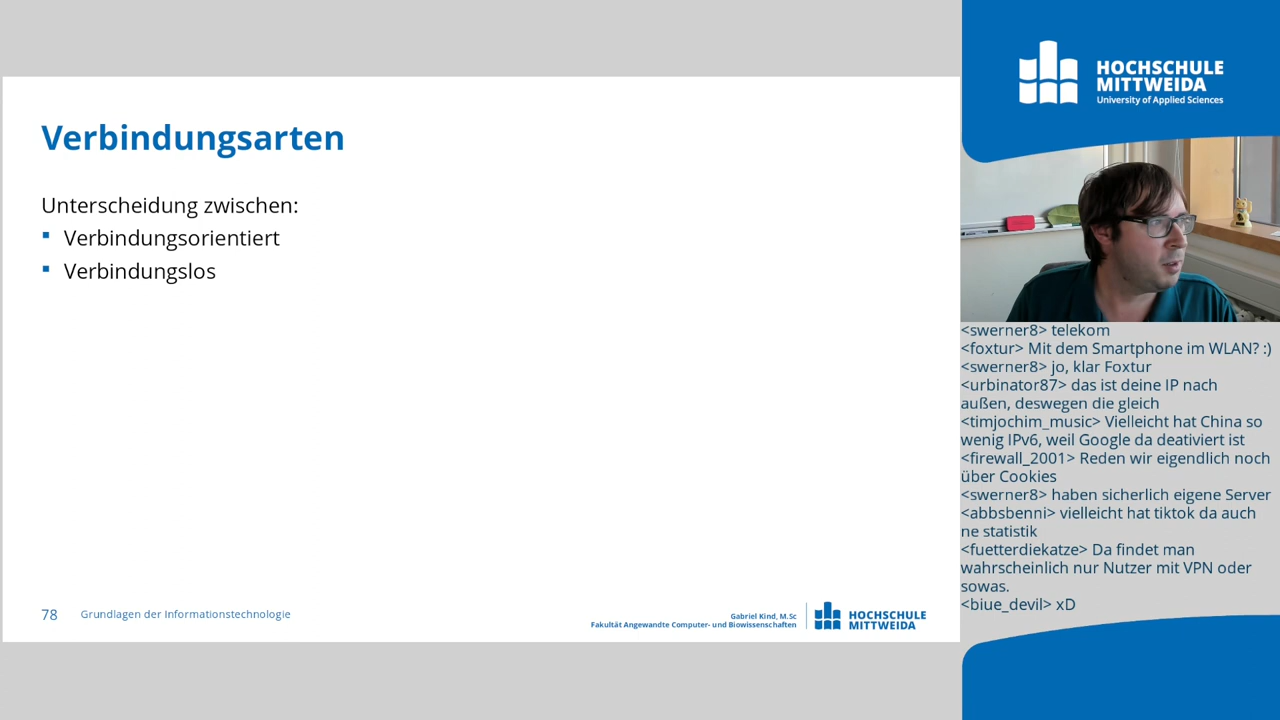 Verbindungsarten
Unterscheidung zwischen:
Verbindungsorientiert
Verbindungslos
78 Grundlagen der Informationstechnologie
Gabriel Kind, M.Sc
Fakultät Angewandte Computer- und Biowissenschaften
HOCHSCHULE
MITTWEIDA
HOCHSCHULE
MITTWEIDA
University of Applied Sciences
<swerner8> telekom
<foxtur> Mit dem Smartphone im WLAN? :)
<swerner8> jo, klar Foxtur
<urbinator87> das ist deine IP nach
außen, deswegen die gleich
<timjochim_music> Vielleicht hat China so
wenig IPv6, weil Google da deativiert ist
<firewall_2001> Reden wir eigendlich noch
über Cookies
<swerner8> haben sicherlich eigene Server
<abbsbenni> vielleicht hat tiktok da auch
ne statistik
<fuetterdiekatze> Da findet man
wahrscheinlich nur Nutzer mit VPN oder
sowas.
<biue_devil> xD